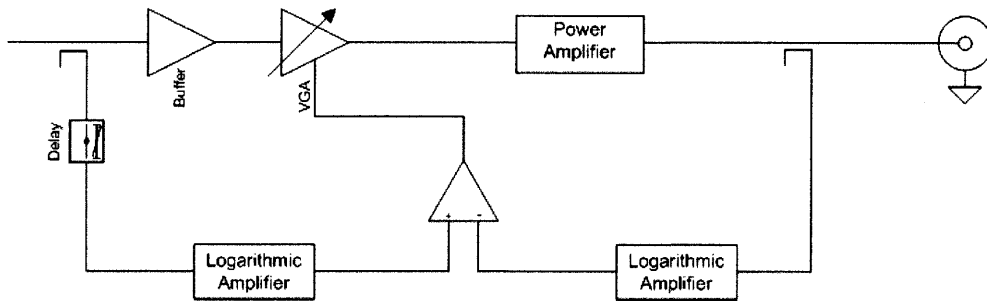 Power
Amplifier
Buffer
VGA
Delay
+ -
Logarithmic
Amplifier
Logarithmic
Amplifier